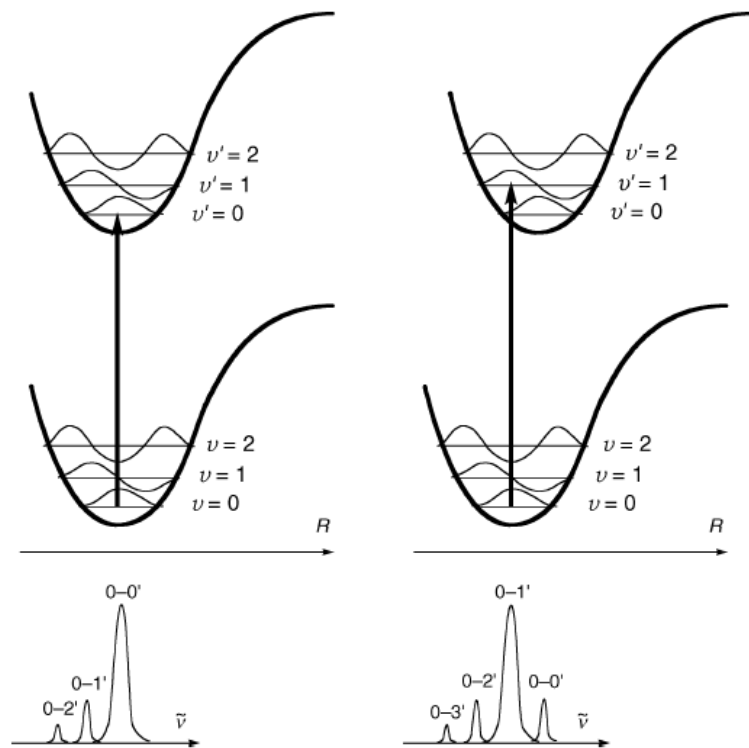 υ' = 2
υ' = 1
υ' = 0
υ = 2
υ = 1
υ = 0
R
0–0'
0–1'
0–2'
ν̃
υ' = 2
υ' = 1
υ' = 0
υ = 2
υ = 1
υ = 0
R
0–1'
0–2'
0–0'
0–3'
ν̃